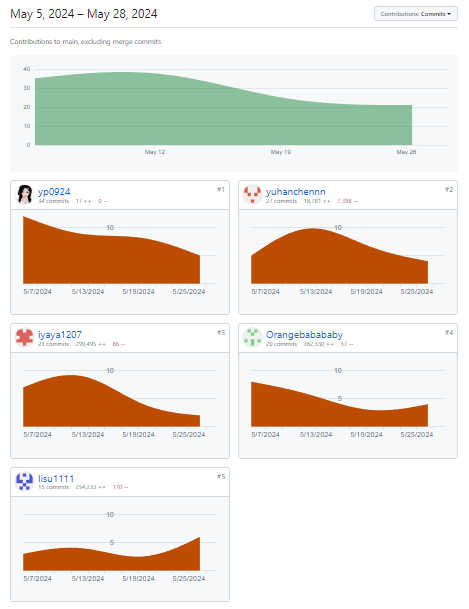 May 5, 2024 – May 28, 2024
Contributions: Commits
Contributions to main, excluding merge commits
40
30
20
10
0
May 12
May 19
May 26
yp0924
#1
34 commits 17 ++ 0 --
10
5/7/2024 5/13/2024 5/19/2024 5/25/2024
yuhanchennn
#2
27 commits 18,781 ++ 7,398 --
10
5/7/2024 5/13/2024 5/19/2024 5/25/2024
iyaya1207
#3
23 commits 299,495 ++ 86 --
10
5/7/2024 5/13/2024 5/19/2024 5/25/2024
Orangebabababy
#4
20 commits 362,330 ++ 37 --
10
5
5/7/2024 5/13/2024 5/19/2024 5/25/2024
lisu1111
#5
15 commits 254,233 ++ 170 --
10
5
5/7/2024 5/13/2024 5/19/2024 5/25/2024